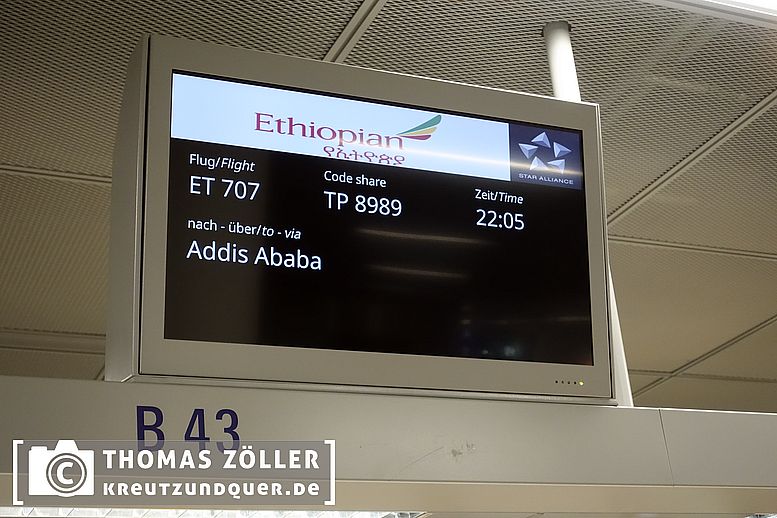 Ethiopian
የኢትዮጵያ
STAR ALLIANCE
Flug/Flight
ET 707
Code share
TP 8989
Zeit/Time
22:05
nach - über/to - via
Addis Ababa
B 43
© THOMAS ZÖLLER
KREUTZUNDQUER.DE